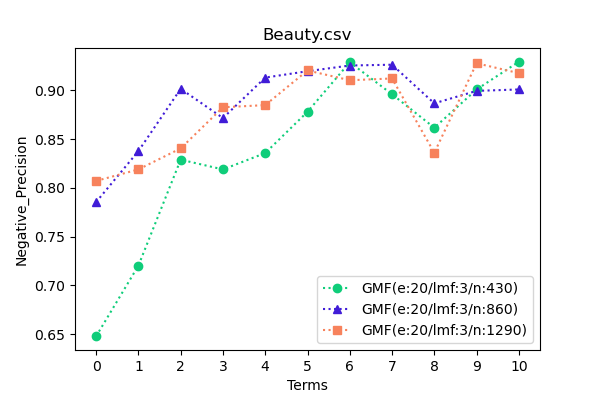 Beauty.csv
Negative_Precision
0.90
0.85
0.80
0.75
0.70
0.65
GMF(e:20/lmf:3/n:430)
GMF(e:20/lmf:3/n:860)
GMF(e:20/lmf:3/n:1290)
0 1 2 3 4 5 6 7 8 9 10
Terms